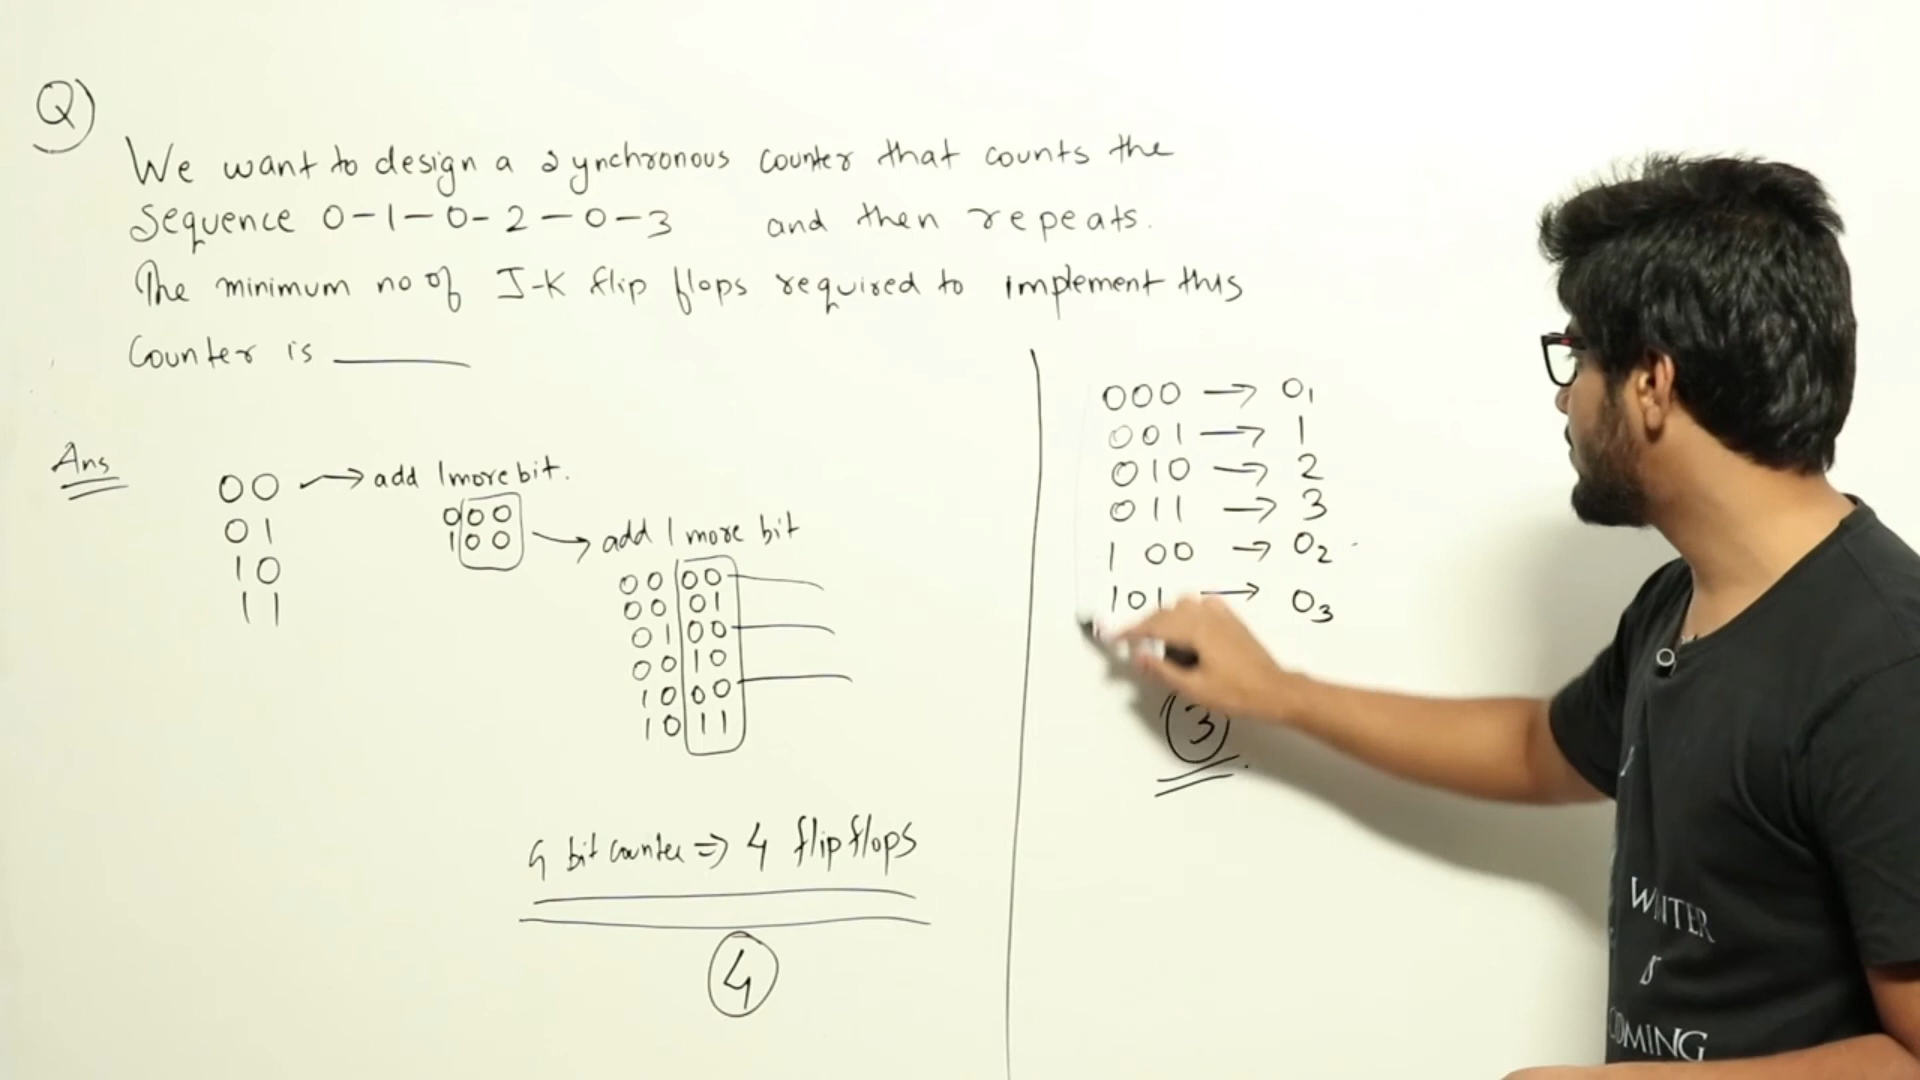 Q)
We want to design a synchronous counter that counts the
sequence 0-1-0-2-0-3 and then repeats.
The minimum no of J-K flip flops required to implement this
Counter is ______
Ans
00 → add 1 more bit.
01
10
11
000
100 → add 1 more bit
00 00
00 01
01 00
00 10
10 00
10 11
4 bit counter => 4 flip flops
4
000 → 0₁
001 → 1
010 → 2
011 → 3
100 → 0₂
101 → 0₃
3
WINTER
IS
COMING